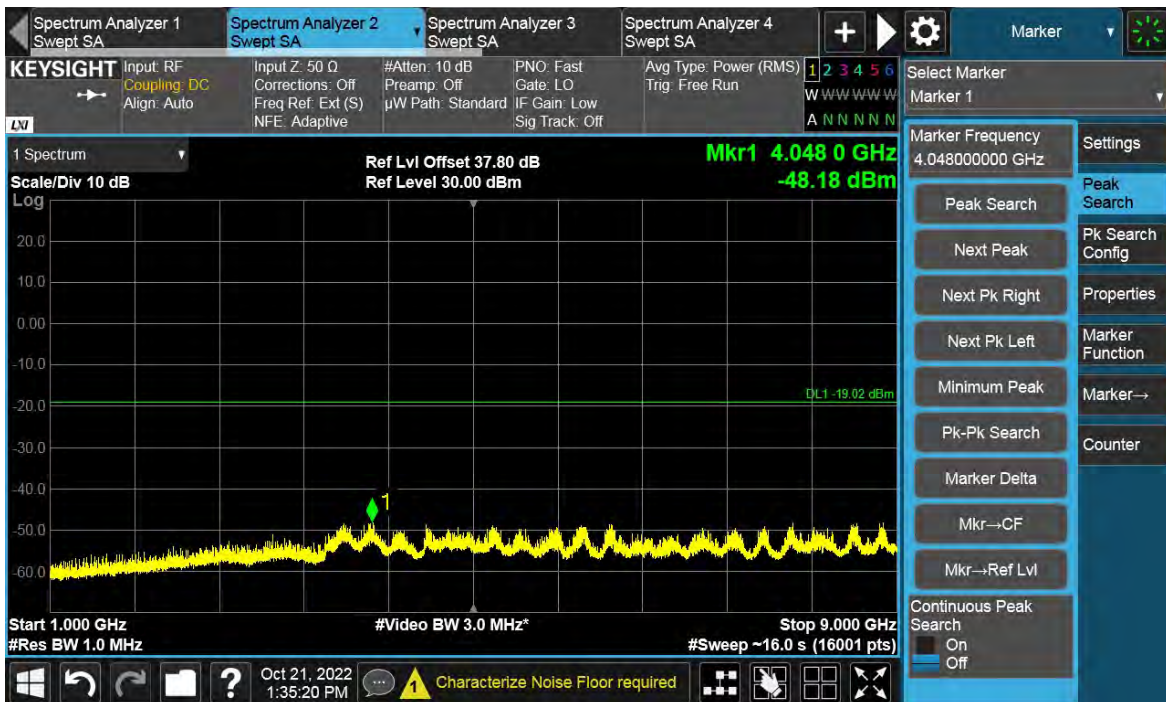 Spectrum Analyzer 1
Swept SA
Spectrum Analyzer 2
Swept SA
Spectrum Analyzer 3
Swept SA
Spectrum Analyzer 4
Swept SA
+
Marker
KEYSIGHT
LXI
Input: RF
Coupling: DC
Align: Auto
Input Z: 50 Ω
Corrections: Off
Freq Ref: Ext (S)
NFE: Adaptive
#Atten: 10 dB
Preamp: Off
µW Path: Standard
PNO: Fast
Gate: LO
IF Gain: Low
Sig Track: Off
Avg Type: Power (RMS)
Trig: Free Run
1 2 3 4 5 6
W W W W W W
A N N N N N
Select Marker
Marker 1
1 Spectrum
Scale/Div 10 dB
Log
Ref Lvl Offset 37.80 dB
Ref Level 30.00 dBm
Mkr1 4.048 0 GHz
-48.18 dBm
20.0
10.0
0.00
-10.0
-20.0
-30.0
-40.0
-50.0
-60.0
DL1 -19.02 dBm
1
Start 1.000 GHz
#Res BW 1.0 MHz
#Video BW 3.0 MHz*
Stop 9.000 GHz
#Sweep ~16.0 s (16001 pts)
Marker Frequency
4.048000000 GHz
Peak Search
Next Peak
Next Pk Right
Next Pk Left
Minimum Peak
Pk-Pk Search
Marker Delta
Mkr→CF
Mkr→Ref Lvl
Continuous Peak
Search
On
Off
Settings
Peak
Search
Pk Search
Config
Properties
Marker
Function
Marker→
Counter
?
Oct 21, 2022
1:35:20 PM
1
Characterize Noise Floor required